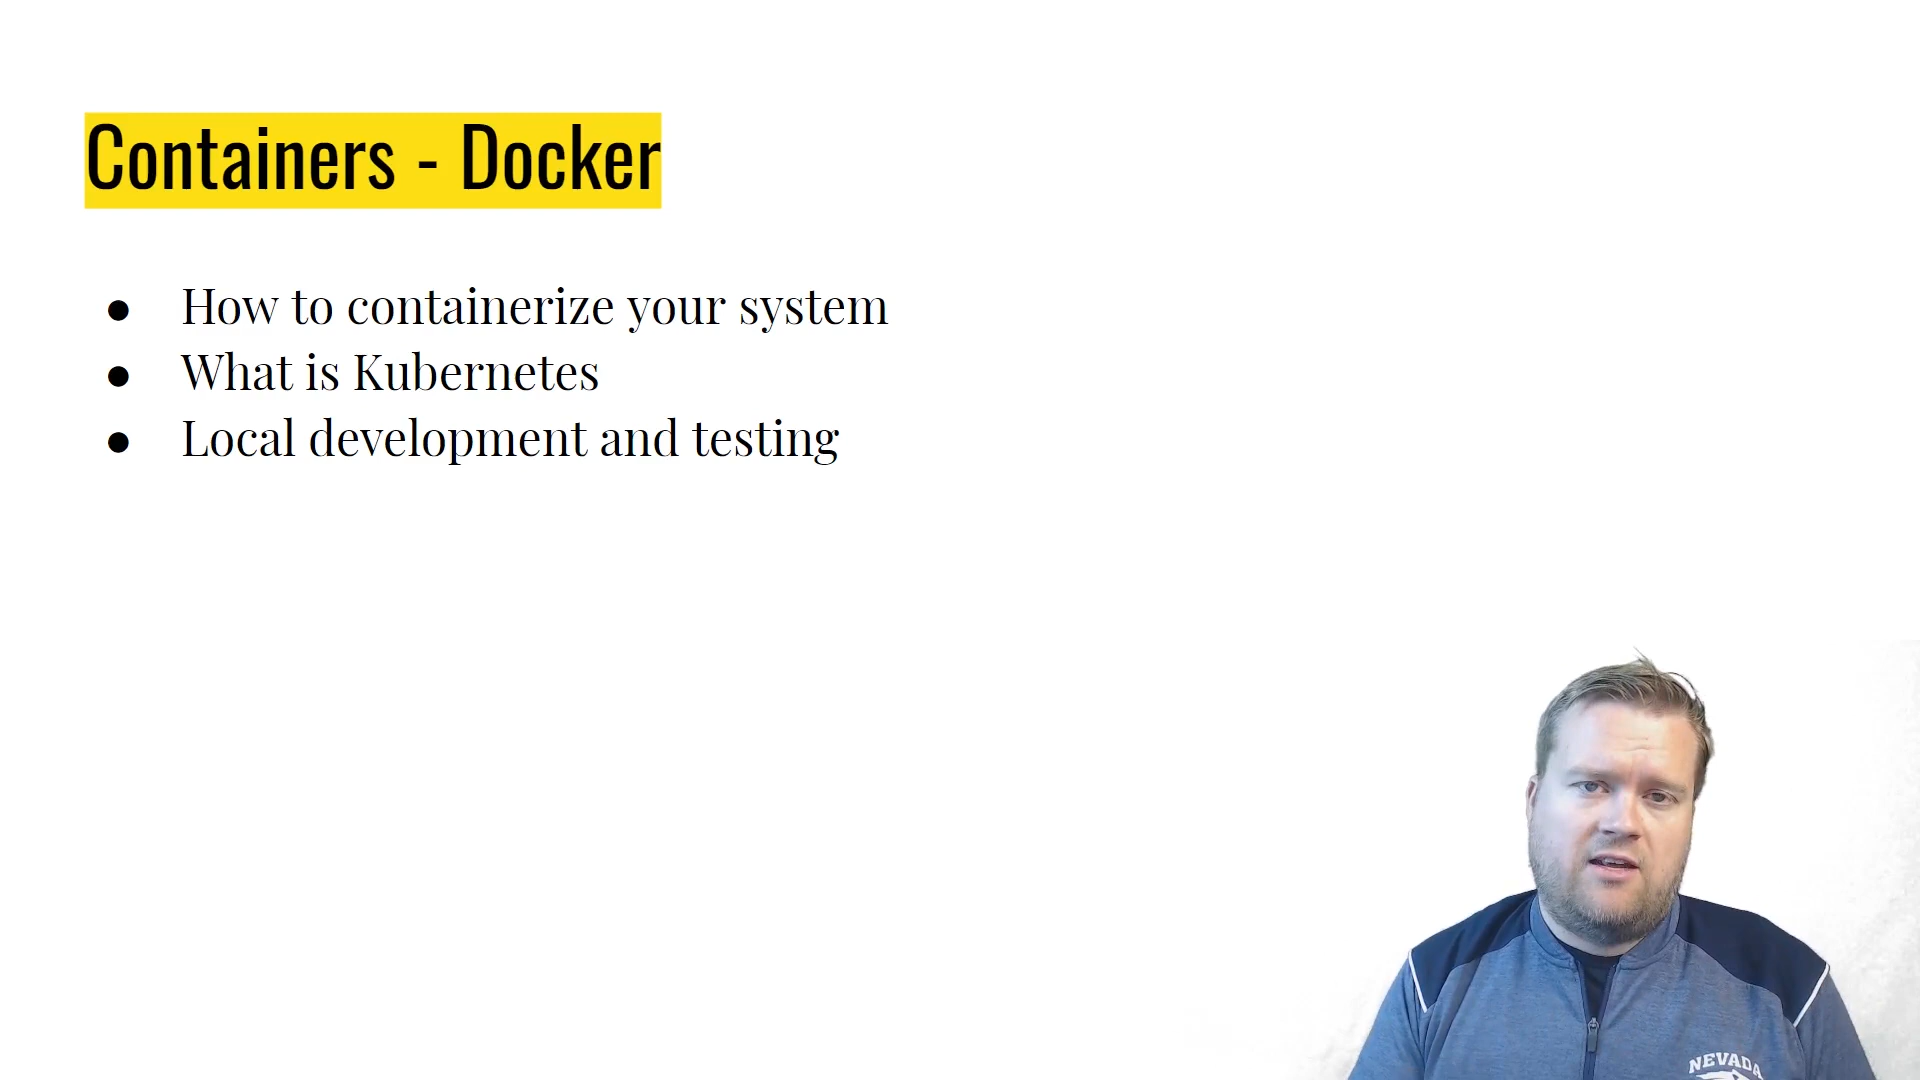 Containers - Docker
● How to containerize your system
● What is Kubernetes
● Local development and testing
NEVADA